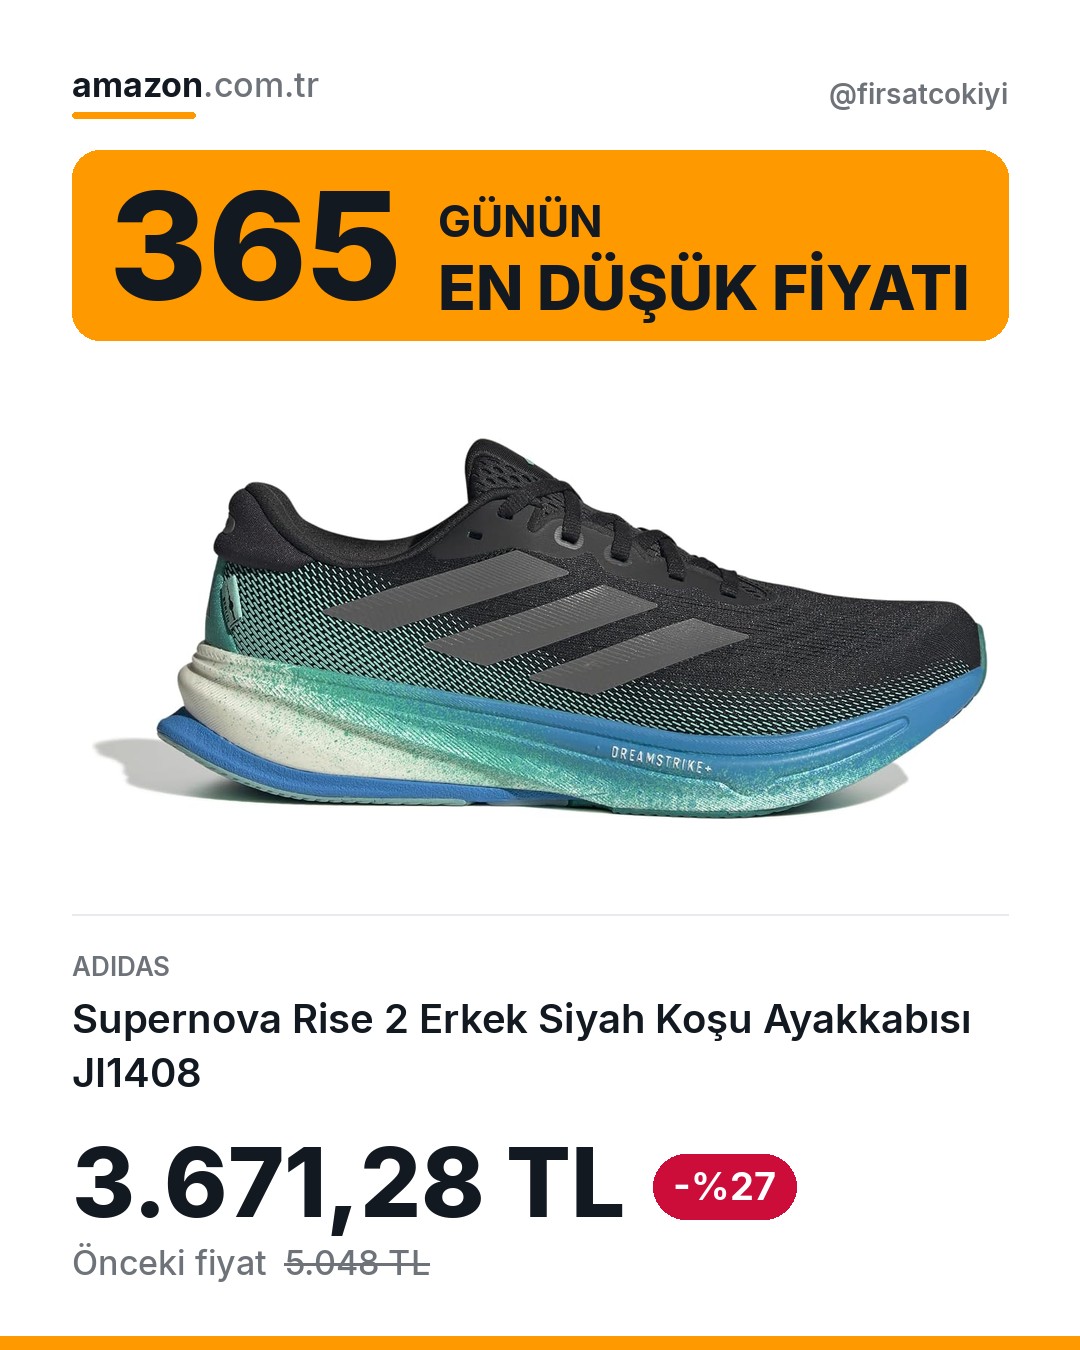 amazon.com.tr
@firsatcokiyi
365
GÜNÜN
EN DÜŞÜK FİYATI
DREAMSTRIKE+
ADIDAS
Supernova Rise 2 Erkek Siyah Koşu Ayakkabısı
JI1408
3.671,28 TL
-%27
Önceki fiyat 5.048 TL